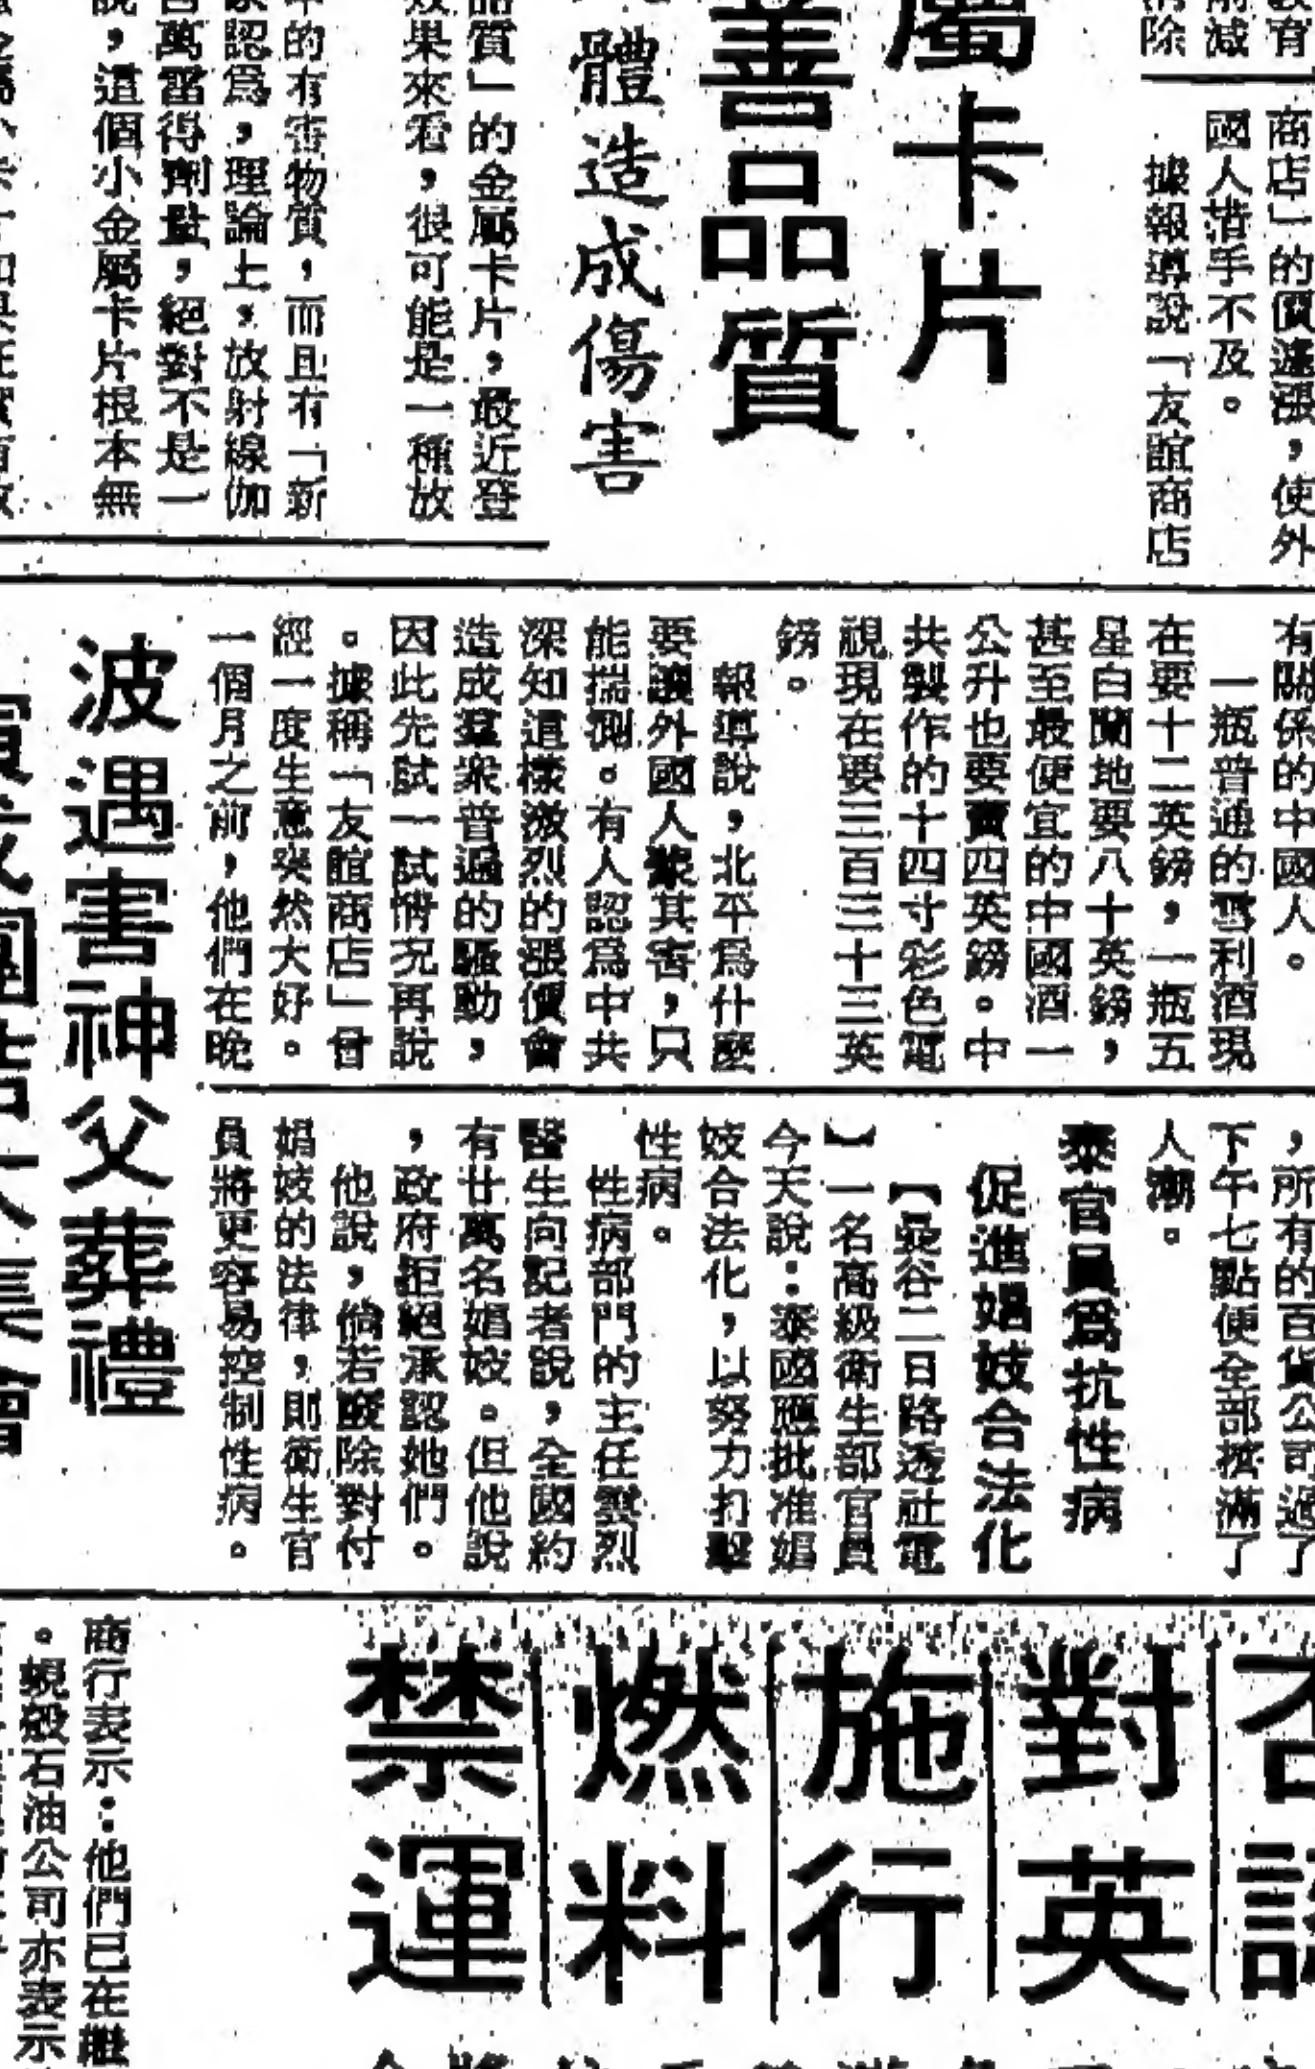 教育
削減
消除
商店」的價遽漲，使外
國人措手不及。
據報導說「友誼商店
屬卡片
善品質
體造成傷害
品質」的金屬卡片，最近登
效果來看，很可能是一種放
的有害物質，而且有「新
認爲，理論上，放射線伽
百萬雷得劑量，絕對不是一
說，這個小金屬卡片根本無
有關係的中國人。
一瓶普通的雪利酒現
在要十二英鎊，一瓶五
星白蘭地要八十英鎊，
甚至最便宜的中國酒一
公升也要賣四英鎊。中
共製作的十四寸彩色電
視現在要三百三十三英
鎊。
報導說，北平爲什麼
要讓外國人蒙其害，只
能揣測。有人認爲中共
深知這樣激烈的漲價會
造成羣衆普遍的騷動，
因此先試一試情況再說
。據稱「友誼商店」曾
經一度生意突然大好。
一個月之前，他們在晚
，所有的百貨公司過了
下午七點便全部擠滿了
人潮。
泰官員爲抗性病
促進娼妓合法化
【曼谷二日路透社電
】一名高級衛生部官員
今天說：泰國應批准娼
妓合法化，以努力打擊
性病。
性病部門的主任雲烈
醫生向記者說，全國約
有廿萬名娼妓。但他說
，政府拒絕承認她們。
他說，倘若廢除對付
娼妓的法律，則衛生官
員將更容易控制性病。
波遇害神父葬禮
對英
施行
燃料
禁運
商行表示：他們已在繼
。蜆殼石油公司亦表示